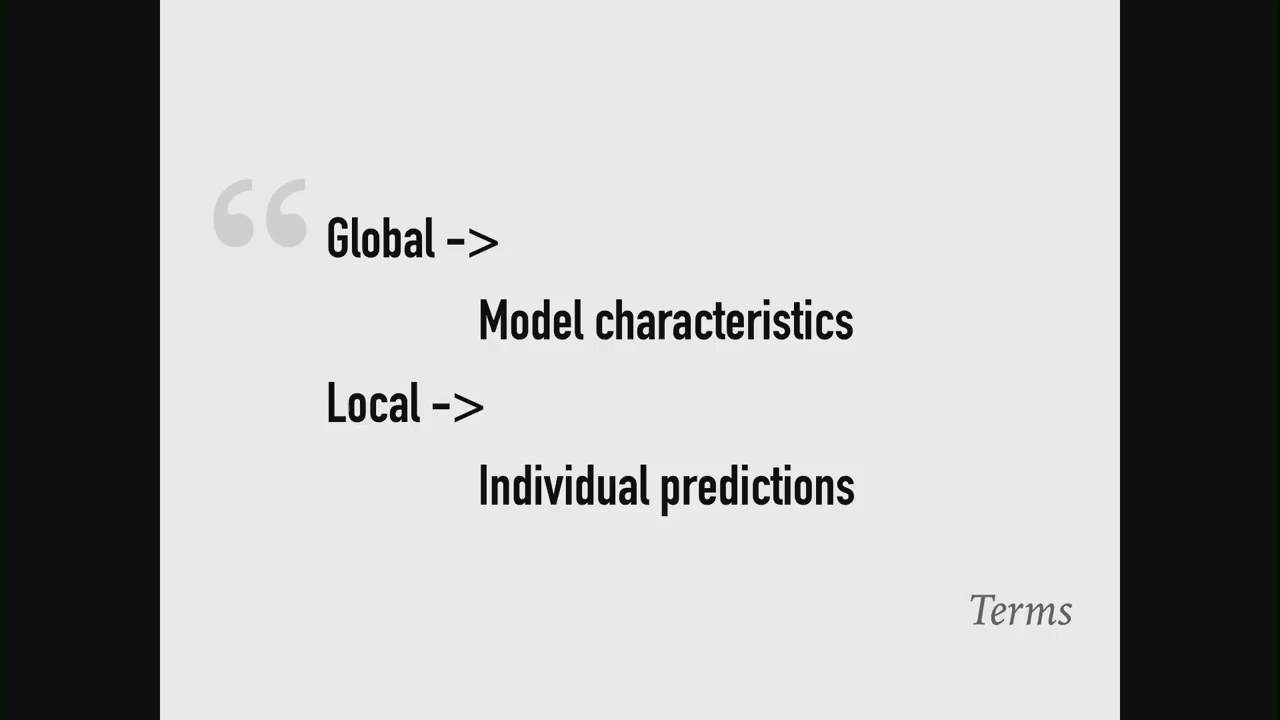 “
Global ->
Model characteristics
Local ->
Individual predictions
Terms